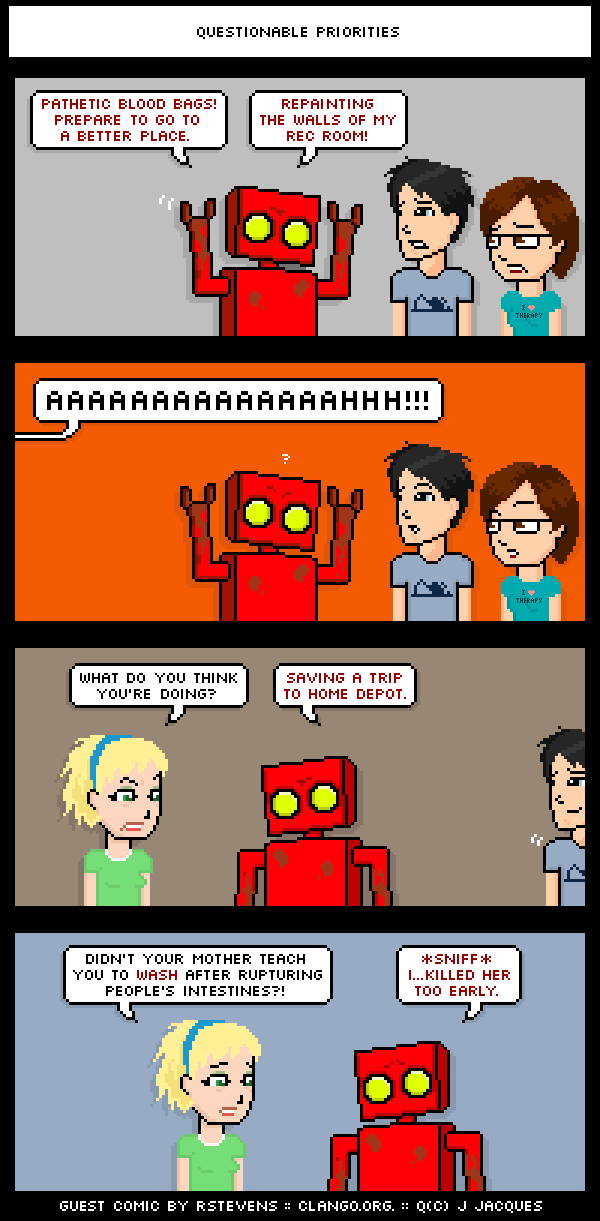 QUESTIONABLE PRIORITIES
PATHETIC BLOOD BAGS!
PREPARE TO GO TO
A BETTER PLACE.
REPAINTING
THE WALLS OF MY
REC ROOM!
I ♥
THERAPY
AAAAAAAAAAAAAAHHH!!!
?
I ♥
THERAPY
WHAT DO YOU THINK
YOU'RE DOING?
SAVING A TRIP
TO HOME DEPOT.
DIDN'T YOUR MOTHER TEACH
YOU TO WASH AFTER RUPTURING
PEOPLE'S INTESTINES?!
*SNIFF*
I...KILLED HER
TOO EARLY.
GUEST COMIC BY RSTEVENS :: CLANGO.ORG. :: Q(C) J JACQUES